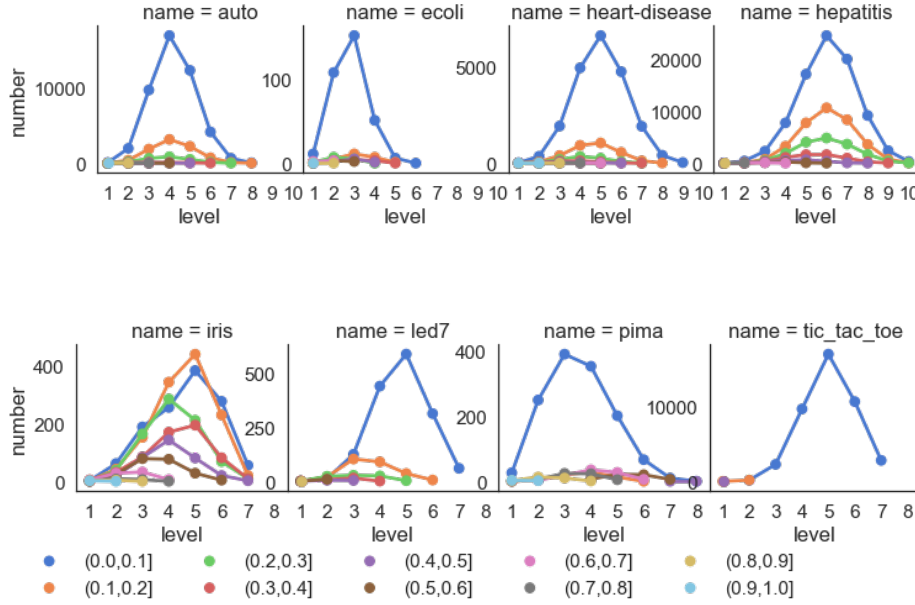 name = auto name = ecoli name = heart-disease name = hepatitis
number
10000
0
100
0
5000
0
20000
10000
0
1 2 3 4 5 6 7 8 9 10 1 2 3 4 5 6 7 8 9 10 1 2 3 4 5 6 7 8 9 10 1 2 3 4 5 6 7 8 9 10
level level level level
name = iris name = led7 name = pima name = tic_tac_toe
number
400
200
0
500
250
0
400
200
0
10000
0
1 2 3 4 5 6 7 8 1 2 3 4 5 6 7 8 1 2 3 4 5 6 7 8 1 2 3 4 5 6 7 8
level level level level
(0.0,0.1] (0.2,0.3] (0.4,0.5] (0.6,0.7] (0.8,0.9]
(0.1,0.2] (0.3,0.4] (0.5,0.6] (0.7,0.8] (0.9,1.0]